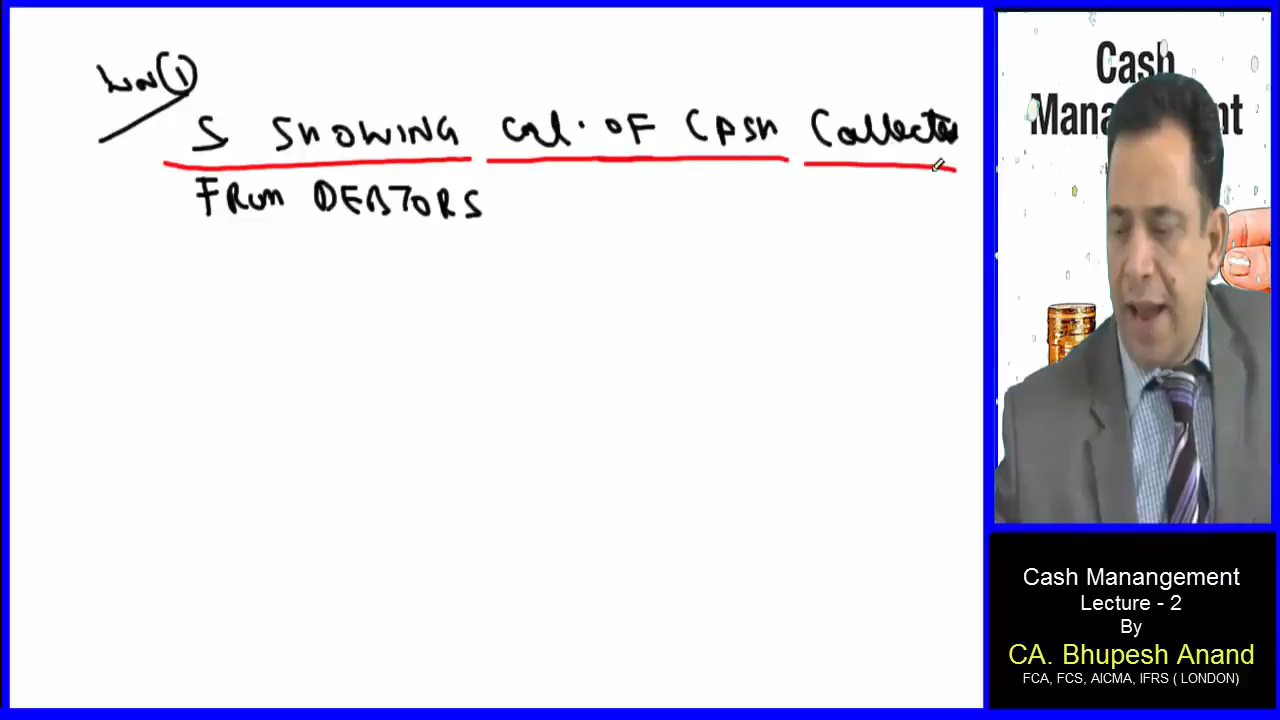 WN(1)
S SHOWING Cal. OF CASH Collected
FROM DEBTORS
Cash
Management
Cash Manangement
Lecture - 2
By
CA. Bhupesh Anand
FCA, FCS, AICMA, IFRS ( LONDON)